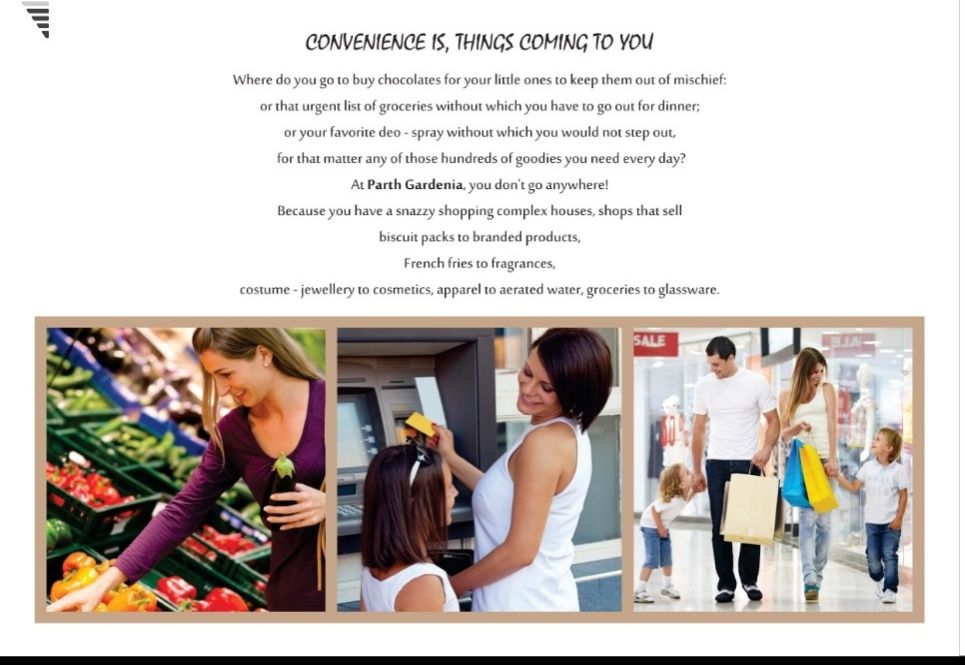 CONVENIENCE IS, THINGS COMING TO YOU
Where do you go to buy chocolates for your little ones to keep them out of mischief:
or that urgent list of groceries without which you have to go out for dinner;
or your favorite deo - spray without which you would not step out,
for that matter any of those hundreds of goodies you need every day?
At Parth Gardenia, you don't go anywhere!
Because you have a snazzy shopping complex houses, shops that sell
biscuit packs to branded products,
French fries to fragrances,
costume - jewellery to cosmetics, apparel to aerated water, groceries to glassware.
SALE
SALE